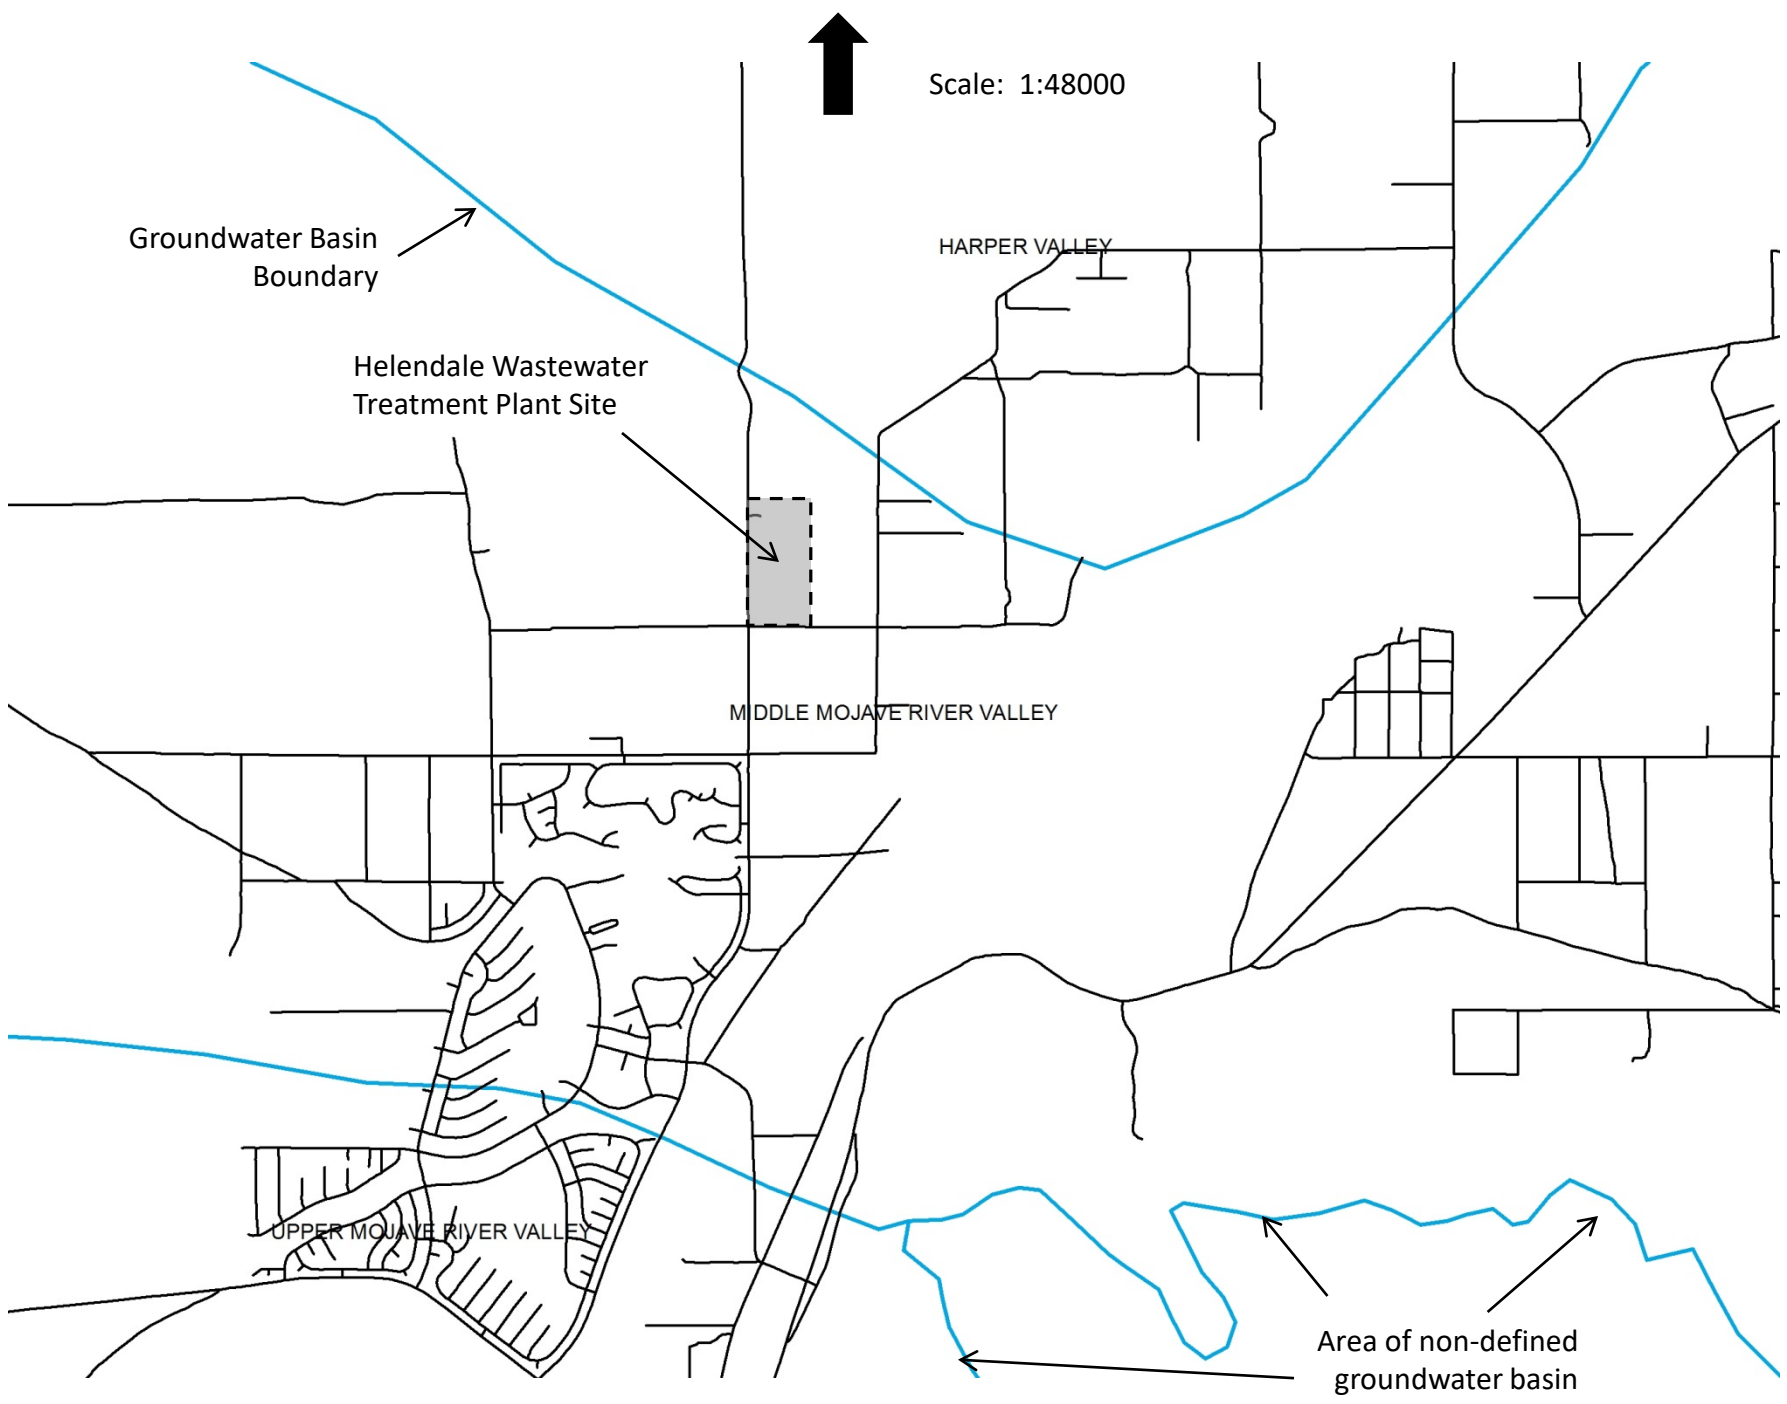 Scale:  1:48000
Groundwater Basin
Boundary
HARPER VALLEY
Helendale Wastewater
Treatment Plant Site
MIDDLE MOJAVE RIVER VALLEY
UPPER MOJAVE RIVER VALLEY
Area of non-defined
groundwater basin